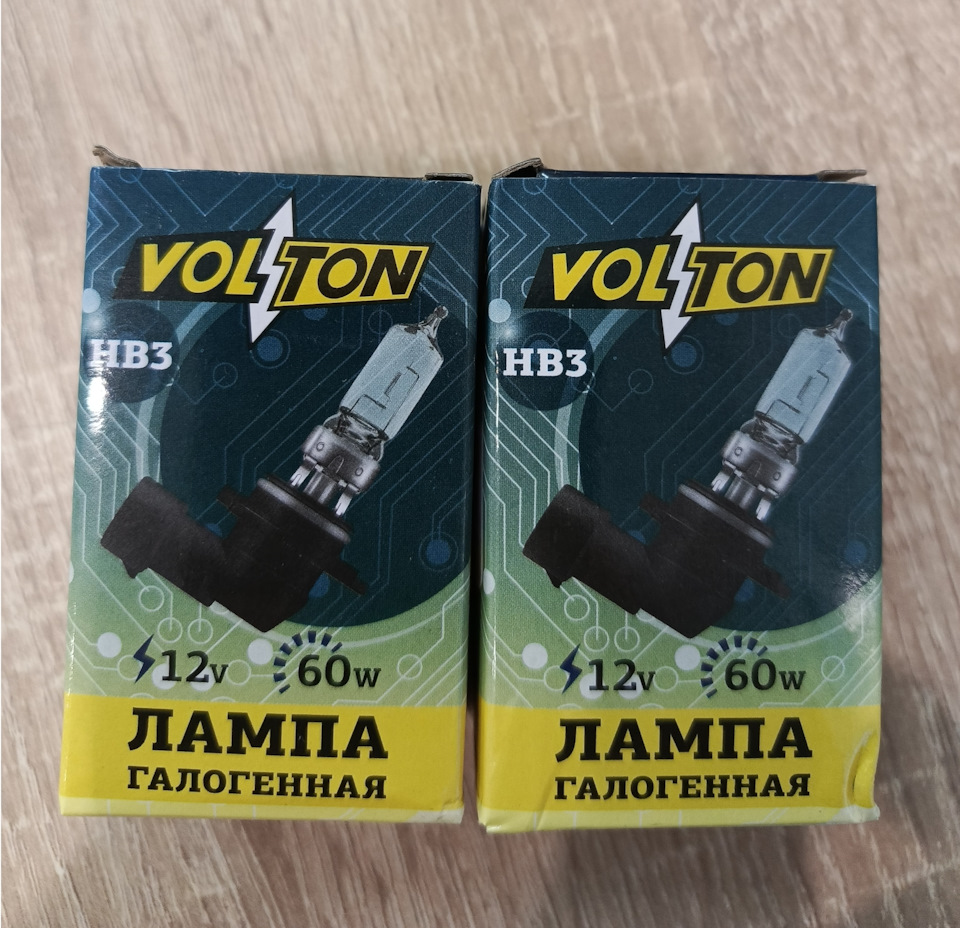 VOLTON
HB3
12v 60w
ЛАМПА
ГАЛОГЕННАЯ
VOLTON
HB3
12v 60w
ЛАМПА
ГАЛОГЕННАЯ